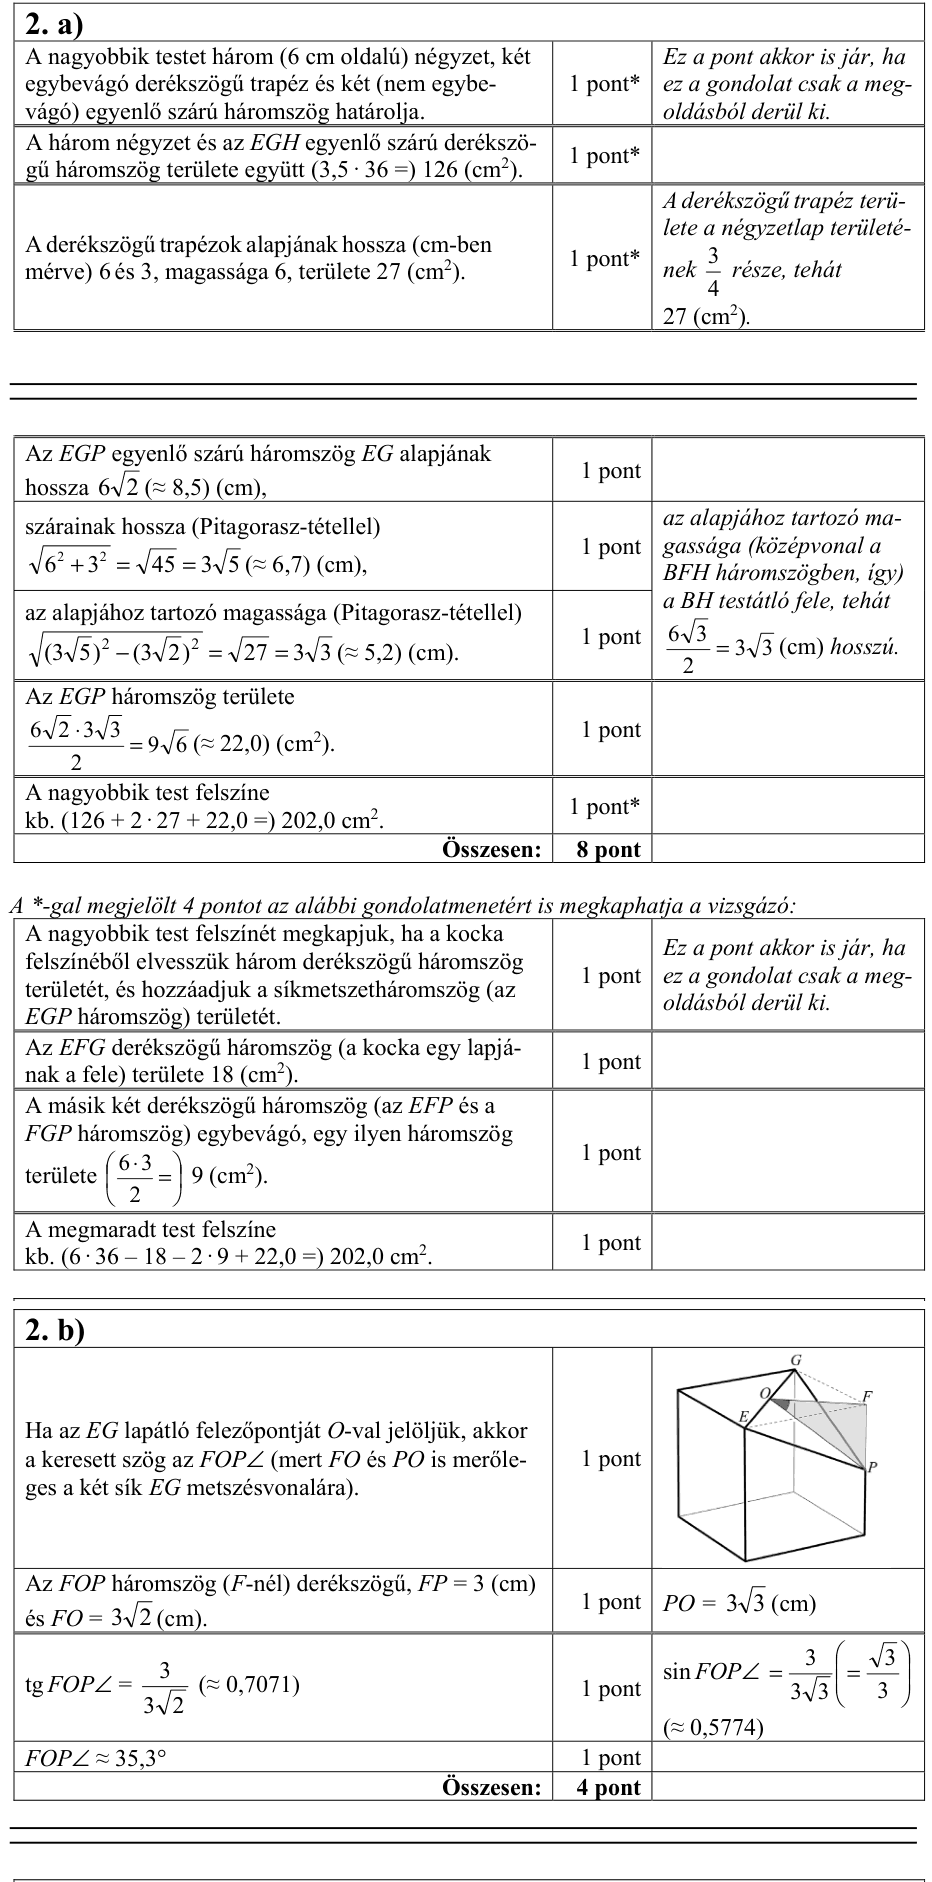 2. a)
A nagyobbik testet három (6 cm oldalú) négyzet, két
egybevágó derékszögű trapéz és két (nem egybe-
vágó) egyenlő szárú háromszög határolja.
1 pont*
Ez a pont akkor is jár, ha
ez a gondolat csak a meg-
oldásból derül ki.
A három négyzet és az EGH egyenlő szárú derékszö-
gű háromszög területe együtt (3,5 · 36 =) 126 (cm²).
1 pont*
A derékszögű trapézok alapjának hossza (cm-ben
mérve) 6 és 3, magassága 6, területe 27 (cm²).
1 pont*
A derékszögű trapéz terü-
lete a négyzetlap területé-
nek 3/4 része, tehát
27 (cm²).
Az EGP egyenlő szárú háromszög EG alapjának
hossza 6√2 (≈ 8,5) (cm),
1 pont
szárainak hossza (Pitagorasz-tétellel)
√(6² + 3²) = √45 = 3√5 (≈ 6,7) (cm),
1 pont
az alapjához tartozó magassága (Pitagorasz-tétellel)
√((3√5)² – (3√2)²) = √27 = 3√3 (≈ 5,2) (cm).
1 pont
az alapjához tartozó ma-
gassága (középvonal a
BFH háromszögben, így)
a BH testátló fele, tehát
6√3/2 = 3√3 (cm) hosszú.
Az EGP háromszög területe
6√2 · 3√3/2 = 9√6 (≈ 22,0) (cm²).
1 pont
A nagyobbik test felszíne
kb. (126 + 2 · 27 + 22,0 =) 202,0 cm².
1 pont*
Összesen: 8 pont
A *-gal megjelölt 4 pontot az alábbi gondolatmenetért is megkaphatja a vizsgázó:
A nagyobbik test felszínét megkapjuk, ha a kocka
felszínéből elvesszük három derékszögű háromszög
területét, és hozzáadjuk a síkmetszetháromszög (az
EGP háromszög) területét.
1 pont
Ez a pont akkor is jár, ha
ez a gondolat csak a meg-
oldásból derül ki.
Az EFG derékszögű háromszög (a kocka egy lapjá-
nak a fele) területe 18 (cm²).
1 pont
A másik két derékszögű háromszög (az EFP és a
FGP háromszög) egybevágó, egy ilyen háromszög
területe (6·3/2 =) 9 (cm²).
1 pont
A megmaradt test felszíne
kb. (6 · 36 – 18 – 2 · 9 + 22,0 =) 202,0 cm².
1 pont
2. b)
Ha az EG lapátló felezőpontját O-val jelöljük, akkor
a keresett szög az FOP∠ (mert FO és PO is merőle-
ges a két sík EG metszésvonalára).
1 pont
G
O
F
E
P
Az FOP háromszög (F-nél) derékszögű, FP = 3 (cm)
és FO = 3√2 (cm).
1 pont
PO = 3√3 (cm)
tg FOP∠ = 3/3√2 (≈ 0,7071)
1 pont
sin FOP∠ = 3/3√3 (= √3/3)
(≈ 0,5774)
FOP∠ ≈ 35,3°
1 pont
Összesen: 4 pont